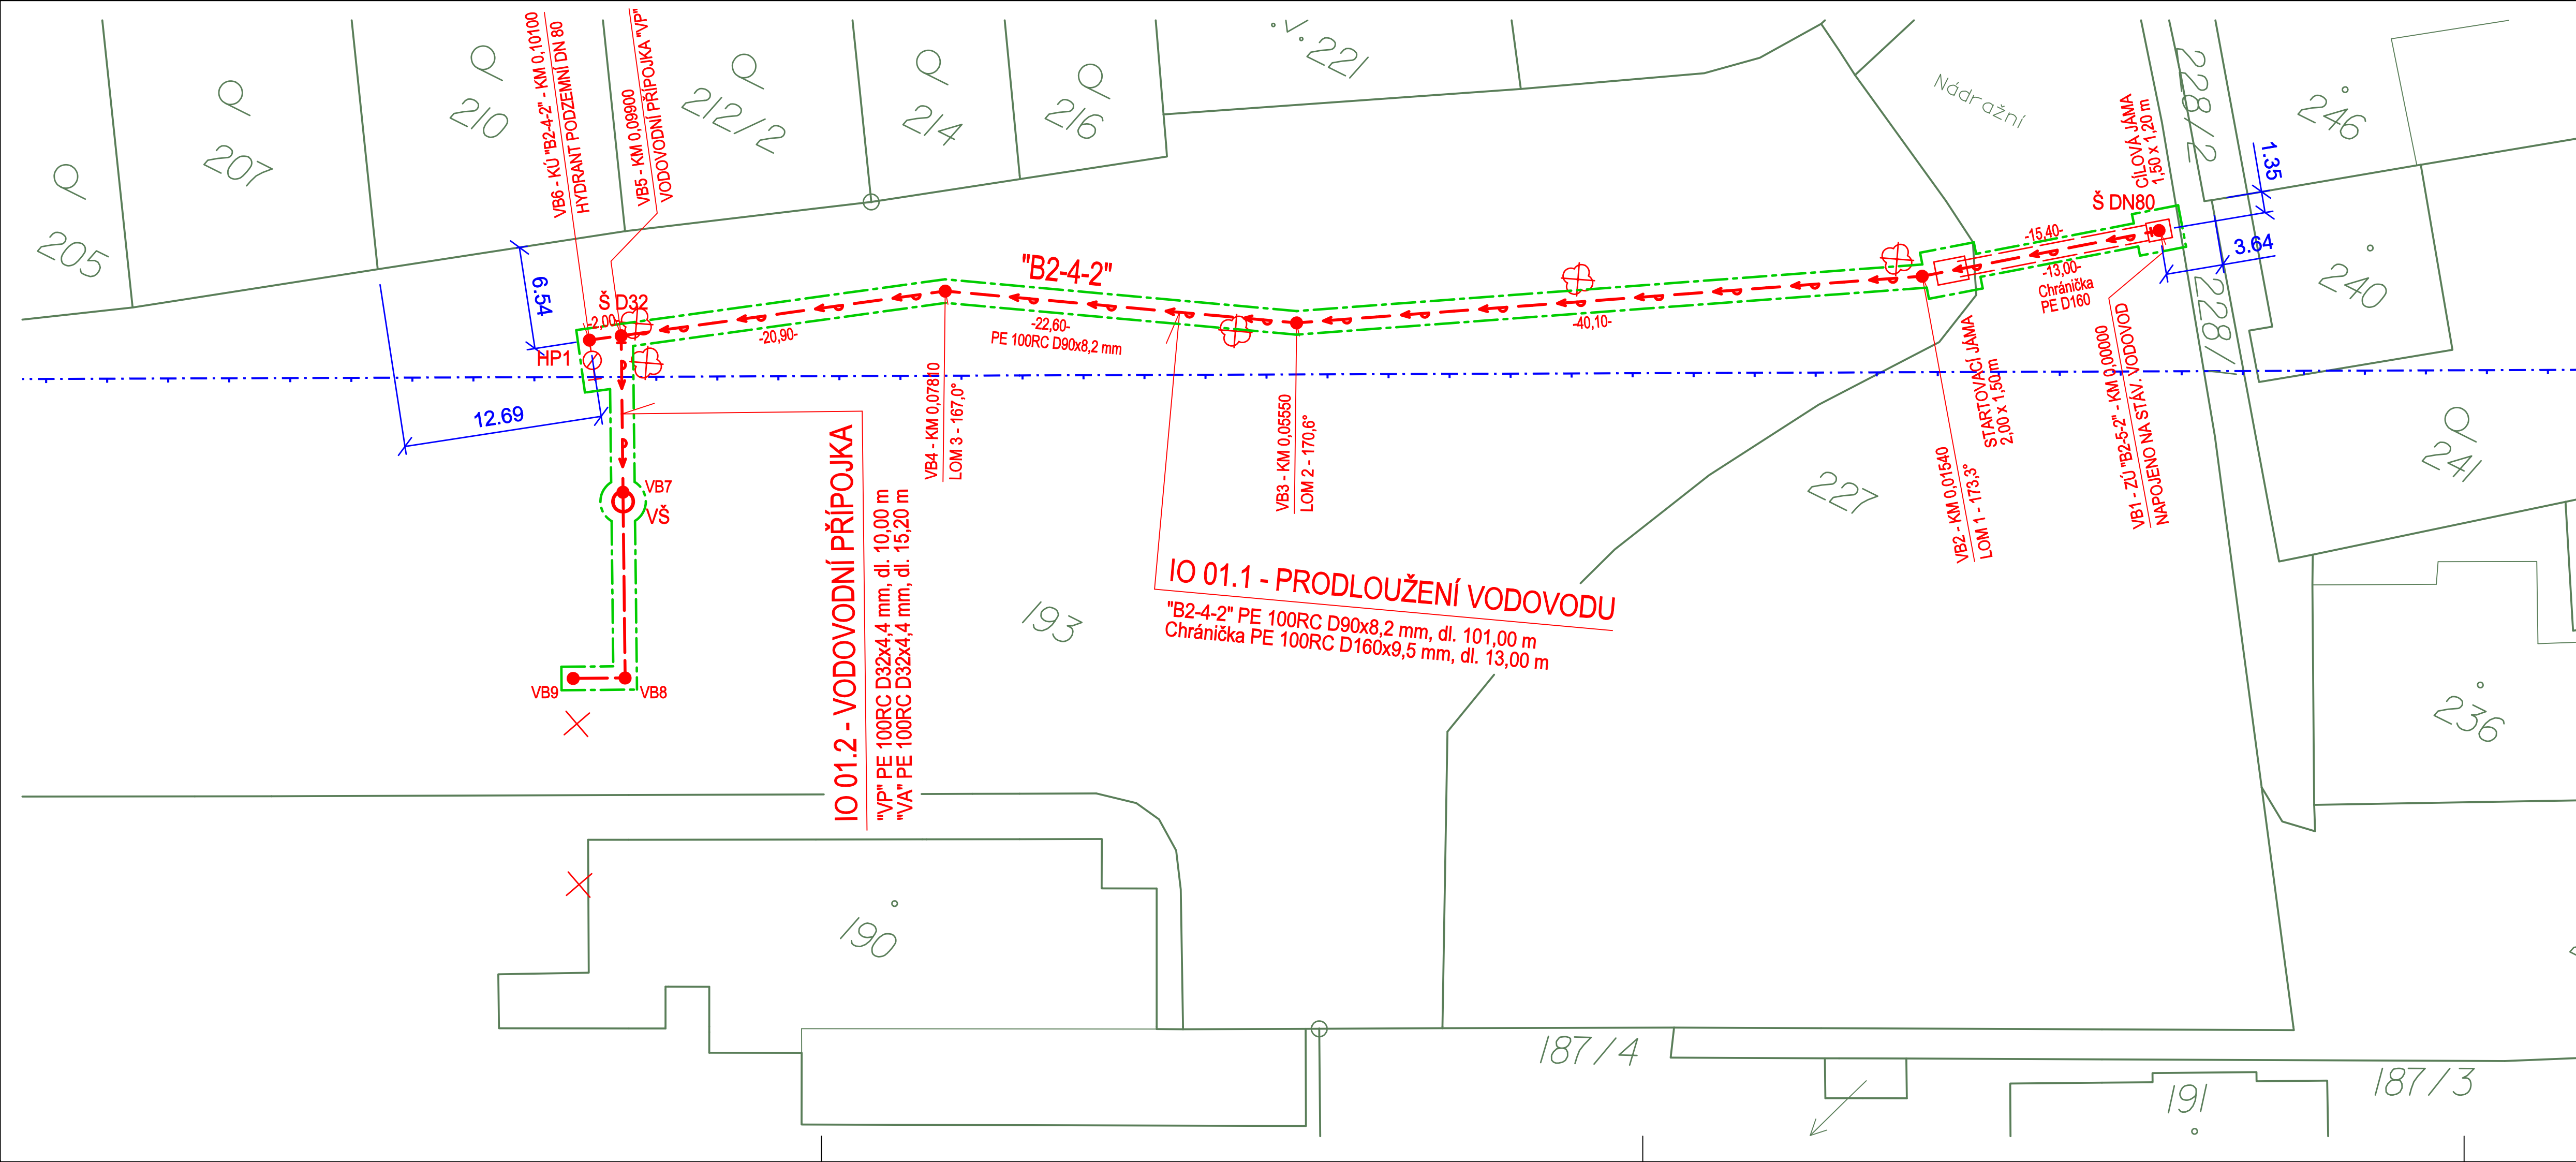 205
207
210
212/2
214
216
.v. 221
Nádražní
228/2
246
240
241
236
228/
227
193
190
187/4
191
187/3
VB6 - KÚ "B2-4-2" - KM 0,10100
HYDRANT PODZEMNÍ DN 80
VB5 - KM 0,09900
VODOVODNÍ PŘÍPOJKA "VP"
6.54
12.69
Š D32
-2,00-
HP1
-20,90-
"B2-4-2"
-22,60-
PE 100RC D90x8,2 mm
-40,10-
-15,40-
-13,00-
Chránička
PE D160
Š DN80
CÍLOVÁ JÁMA
1,50 x 1,20 m
1.35
3.64
VB4 - KM 0,07810
LOM 3 - 167,0°
VB3 - KM 0,05550
LOM 2 - 170,6°
VB2 - KM 0,01540
LOM 1 - 173,3°
STARTOVACÍ JÁMA
2,00 x 1,50 m
VB1 - ZÚ "B2-5-2" - KM 0,00000
NAPOJENO NA STÁV. VODOVOD
VB7
VŠ
VB8
VB9
IO 01.2 - VODOVODNÍ PŘÍPOJKA
"VP" PE 100RC D32x4,4 mm, dl. 10,00 m
"VA" PE 100RC D32x4,4 mm, dl. 15,20 m
IO 01.1 - PRODLOUŽENÍ VODOVODU
"B2-4-2" PE 100RC D90x8,2 mm, dl. 101,00 m
Chránička PE 100RC D160x9,5 mm, dl. 13,00 m